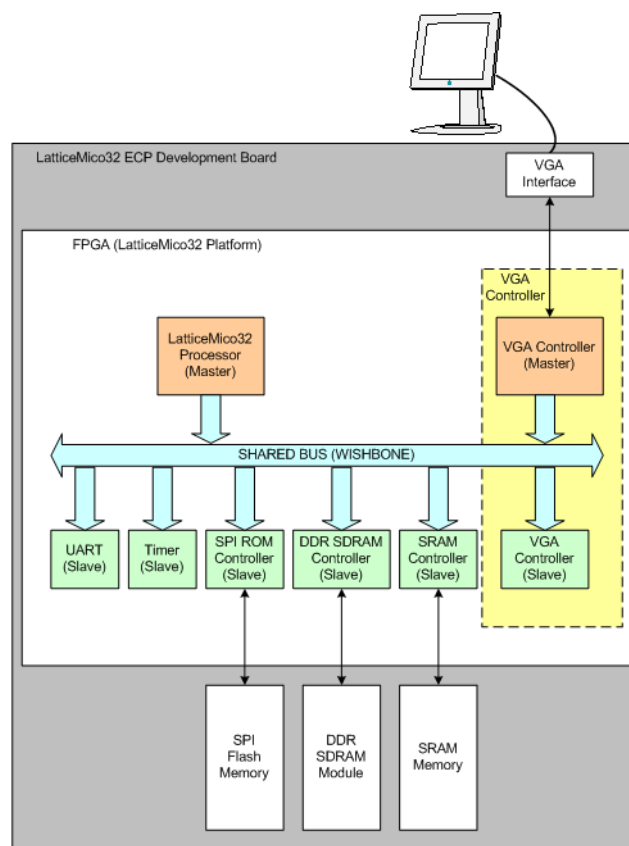 LatticeMico32 ECP Development Board
VGA
Interface
FPGA (LatticeMico32 Platform)
VGA
Controller
LatticeMico32
Processor
(Master)
VGA Controller
(Master)
SHARED BUS (WISHBONE)
UART
(Slave)
Timer
(Slave)
SPI ROM
Controller
(Slave)
DDR SDRAM
Controller
(Slave)
SRAM
Controller
(Slave)
VGA
Controller
(Slave)
SPI
Flash
Memory
DDR
SDRAM
Module
SRAM
Memory